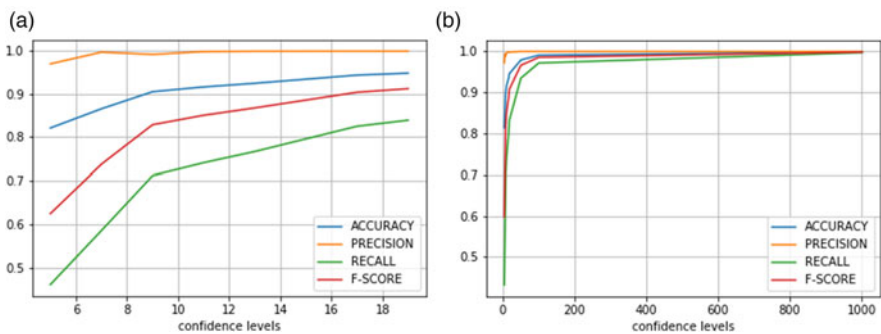 (a)
1.0
0.9
0.8
0.7
0.6
0.5
6 8 10 12 14 16 18
confidence levels
ACCURACY
PRECISION
RECALL
F-SCORE
(b)
1.0
0.9
0.8
0.7
0.6
0.5
0 200 400 600 800 1000
confidence levels
ACCURACY
PRECISION
RECALL
F-SCORE